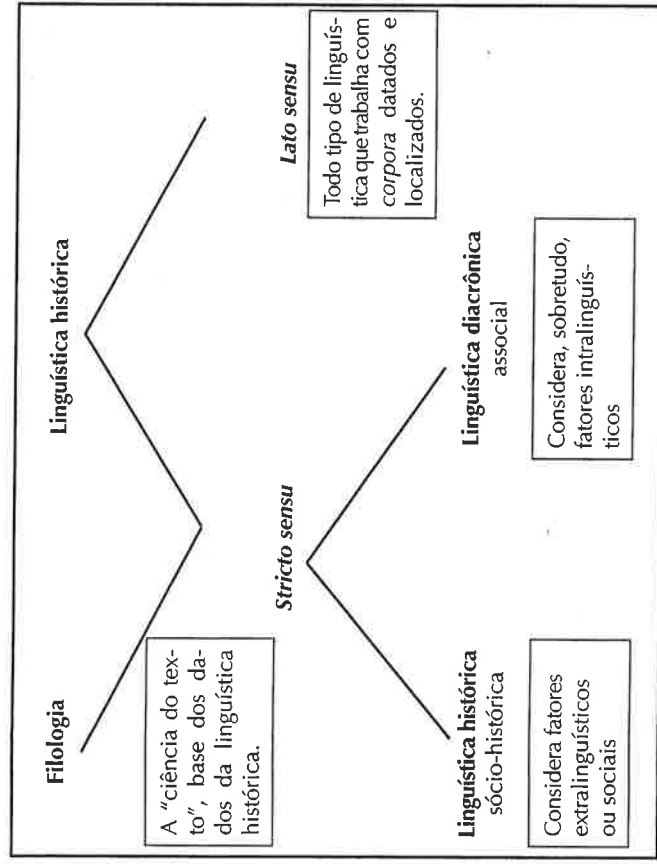 Filologia
Linguística histórica
A “ciência do tex-
to”, base dos da-
dos da linguística
histórica.
Stricto sensu
Lato sensu
Todo tipo de linguís-
tica que trabalha com
corpora datados e
localizados.
Linguística histórica
sócio-histórica
Linguística diacrônica
associal
Considera fatores
extralinguísticos
ou sociais
Considera, sobretudo,
fatores intralinguís-
ticos